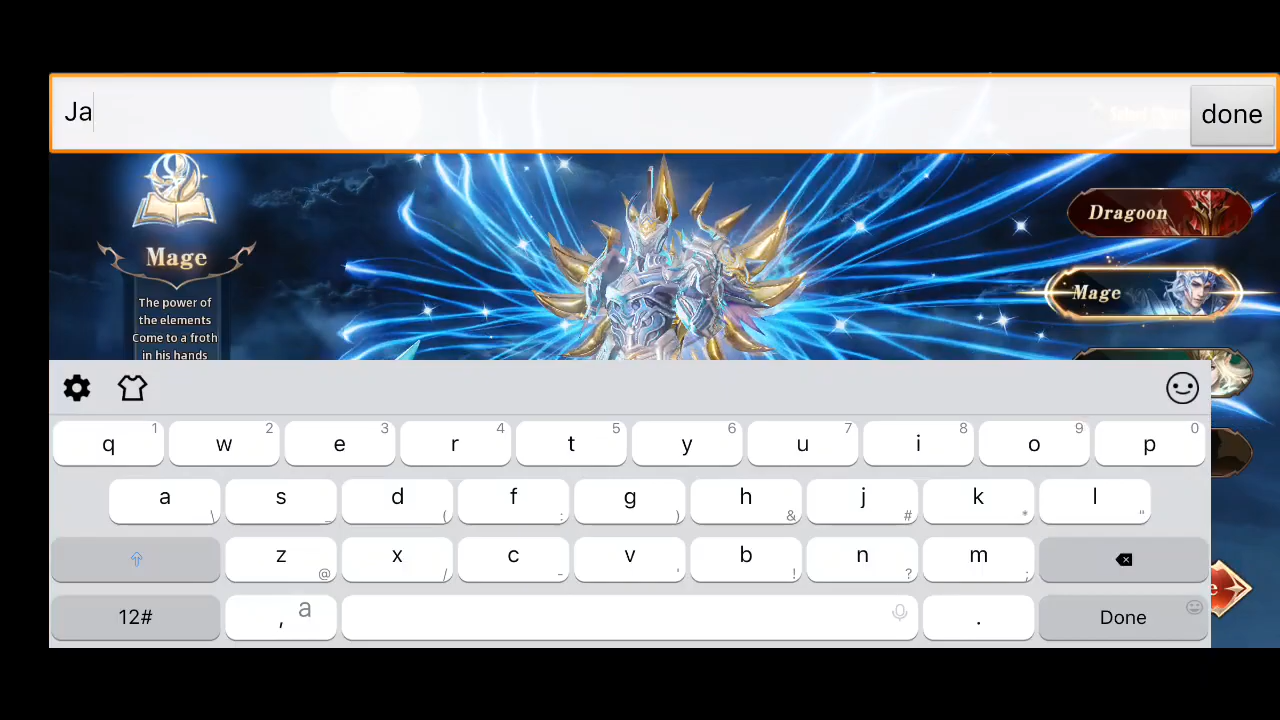 Ja
done
Mage
The power of
the elements
Come to a froth
in his hands
Dragoon
Mage
q 1 w 2 e 3 r 4 t 5 y 6 u 7 i 8 o 9 p 0
a \ s _ d ( f : g ) h & j # k * l "
z @ x / c - v ' b ! n ? m ;
12# , a . Done